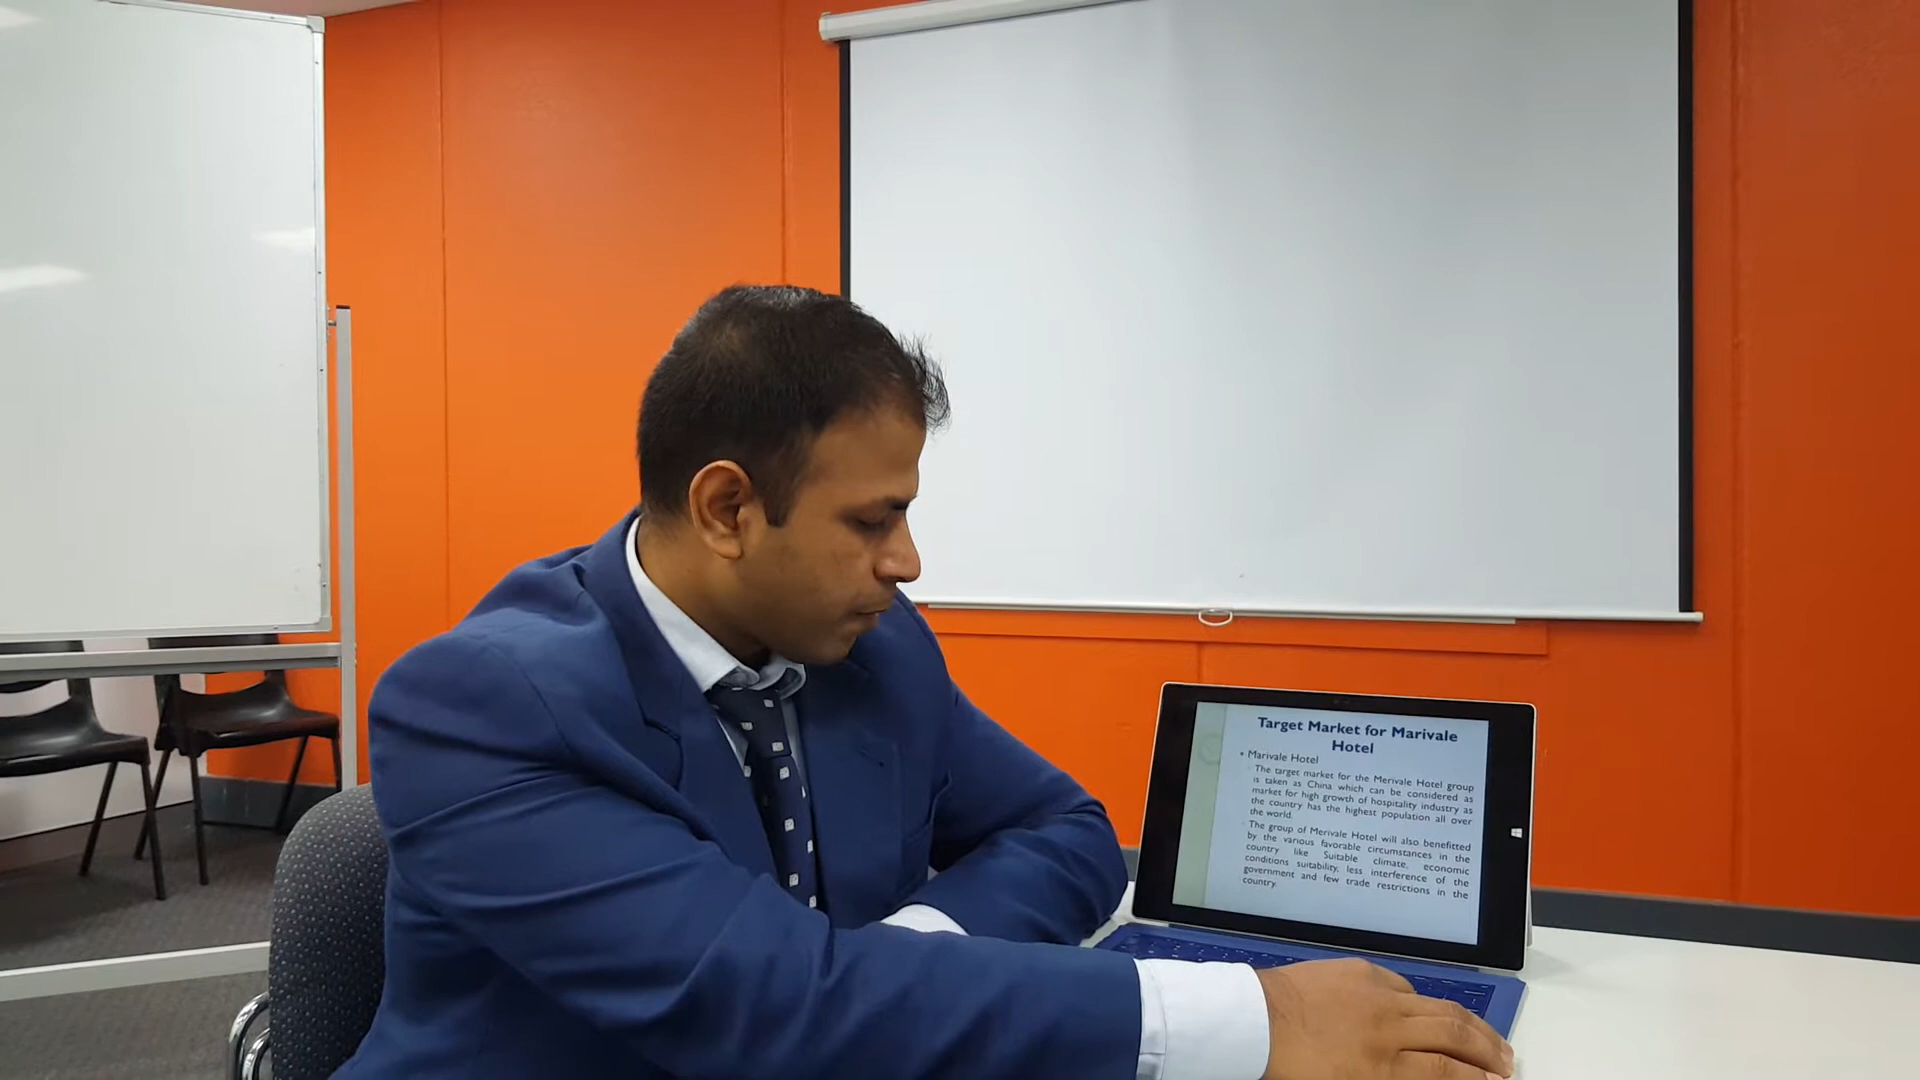 Target Market for Marivale
Hotel
• Marivale Hotel
The target market for the Merivale Hotel group
is taken as China which can be considered as
market for high growth of hospitality industry as
the country has the highest population all over
the world.
The group of Merivale Hotel will also benefitted
by the various favorable circumstances in the
country like Suitable climate, economic
conditions suitability, less interference of the
government and few trade restrictions in the
country.